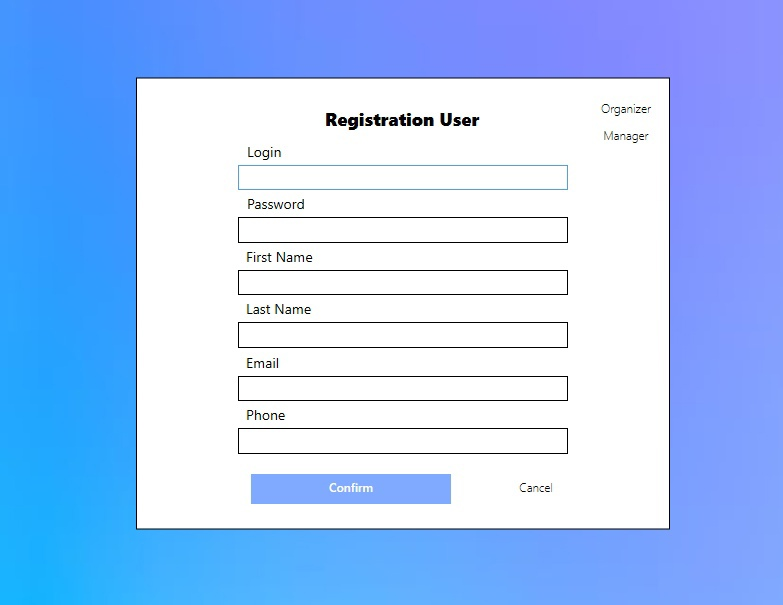 Organizer
Registration User
Manager
Login
Password
First Name
Last Name
Email
Phone
Confirm
Cancel